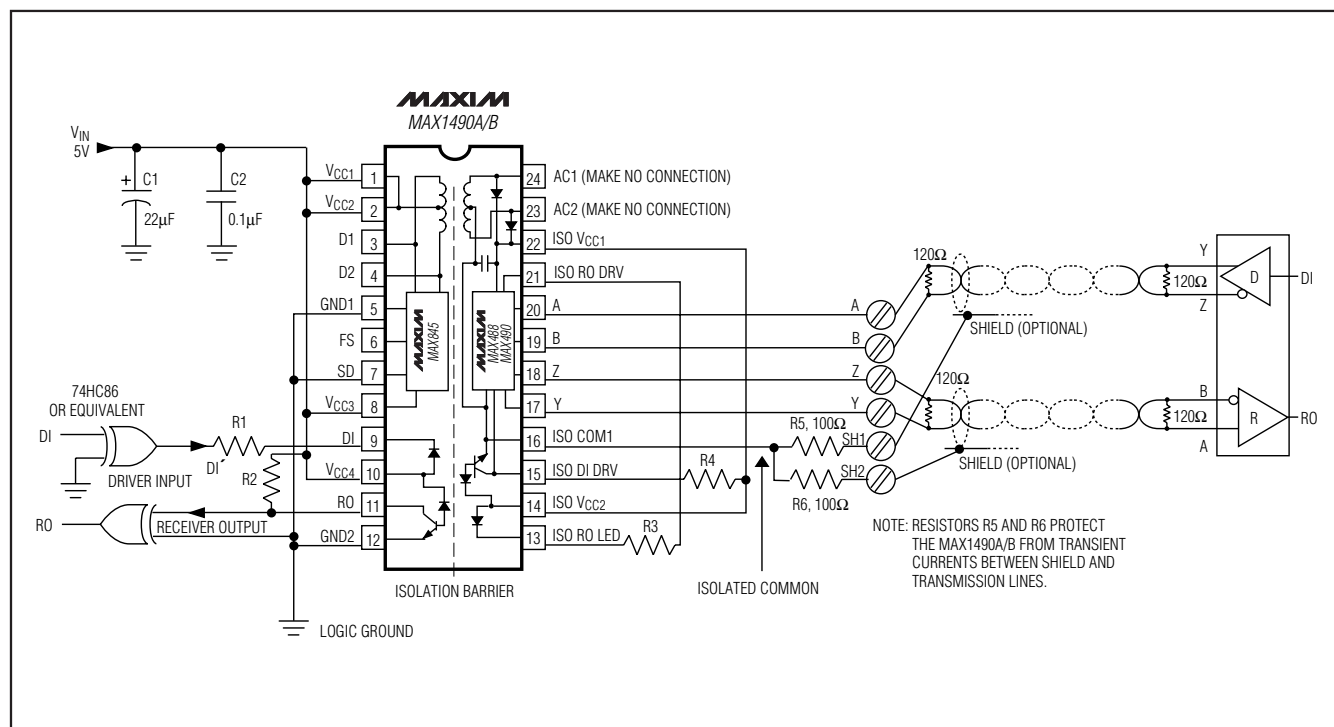 MAXIM
MAX1490A/B
VIN
5V
C1
22µF
C2
0.1µF
VCC1
VCC2
D1
D2
GND1
FS
SD
VCC3
DI
VCC4
RO
GND2
1
2
3
4
5
6
7
8
9
10
11
12
24
23
22
21
20
19
18
17
16
15
14
13
MAXIM
MAX845
MAXIM
MAX488
MAX490
AC1 (MAKE NO CONNECTION)
AC2 (MAKE NO CONNECTION)
ISO VCC1
ISO RO DRV
A
B
Z
Y
ISO COM1
ISO DI DRV
ISO VCC2
ISO RO LED
74HC86
OR EQUIVALENT
DI
R1
DI´
DRIVER INPUT
R2
RO
RECEIVER OUTPUT
ISOLATION BARRIER
LOGIC GROUND
R3
R4
R5, 100Ω
R6, 100Ω
SH1
SH2
ISOLATED COMMON
A
B
Z
Y
120Ω
SHIELD (OPTIONAL)
120Ω
Y
Z
D
DI
120Ω
SHIELD (OPTIONAL)
120Ω
B
A
R
RO
NOTE: RESISTORS R5 AND R6 PROTECT
THE MAX1490A/B FROM TRANSIENT
CURRENTS BETWEEN SHIELD AND
TRANSMISSION LINES.